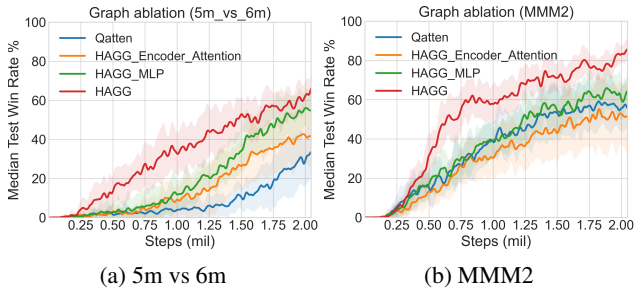 Graph ablation (5m_vs_6m)
Median Test Win Rate %
100
80
60
40
20
0
Qatten
HAGG_Encoder_Attention
HAGG_MLP
HAGG
0.25 0.50 0.75 1.00 1.25 1.50 1.75 2.00
Steps (mil)
(a) 5m vs 6m
Graph ablation (MMM2)
Median Test Win Rate %
100
80
60
40
20
0
Qatten
HAGG_Encoder_Attention
HAGG_MLP
HAGG
0.25 0.50 0.75 1.00 1.25 1.50 1.75 2.00
Steps (mil)
(b) MMM2